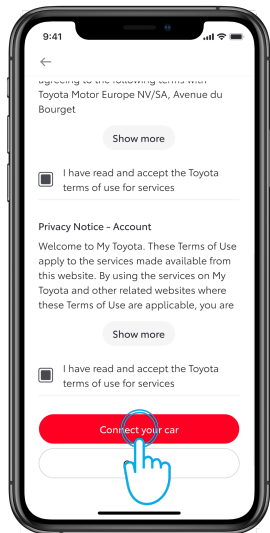 9:41
agreeing to the following terms with
Toyota Motor Europe NV/SA, Avenue du
Bourget
Show more
I have read and accept the Toyota
terms of use for services
Privacy Notice - Account
Welcome to My Toyota. These Terms of Use
apply to the services made available from
this website. By using the services on My
Toyota and other related websites where
these Terms of Use are applicable, you are
Show more
I have read and accept the Toyota
terms of use for services
Connect your car